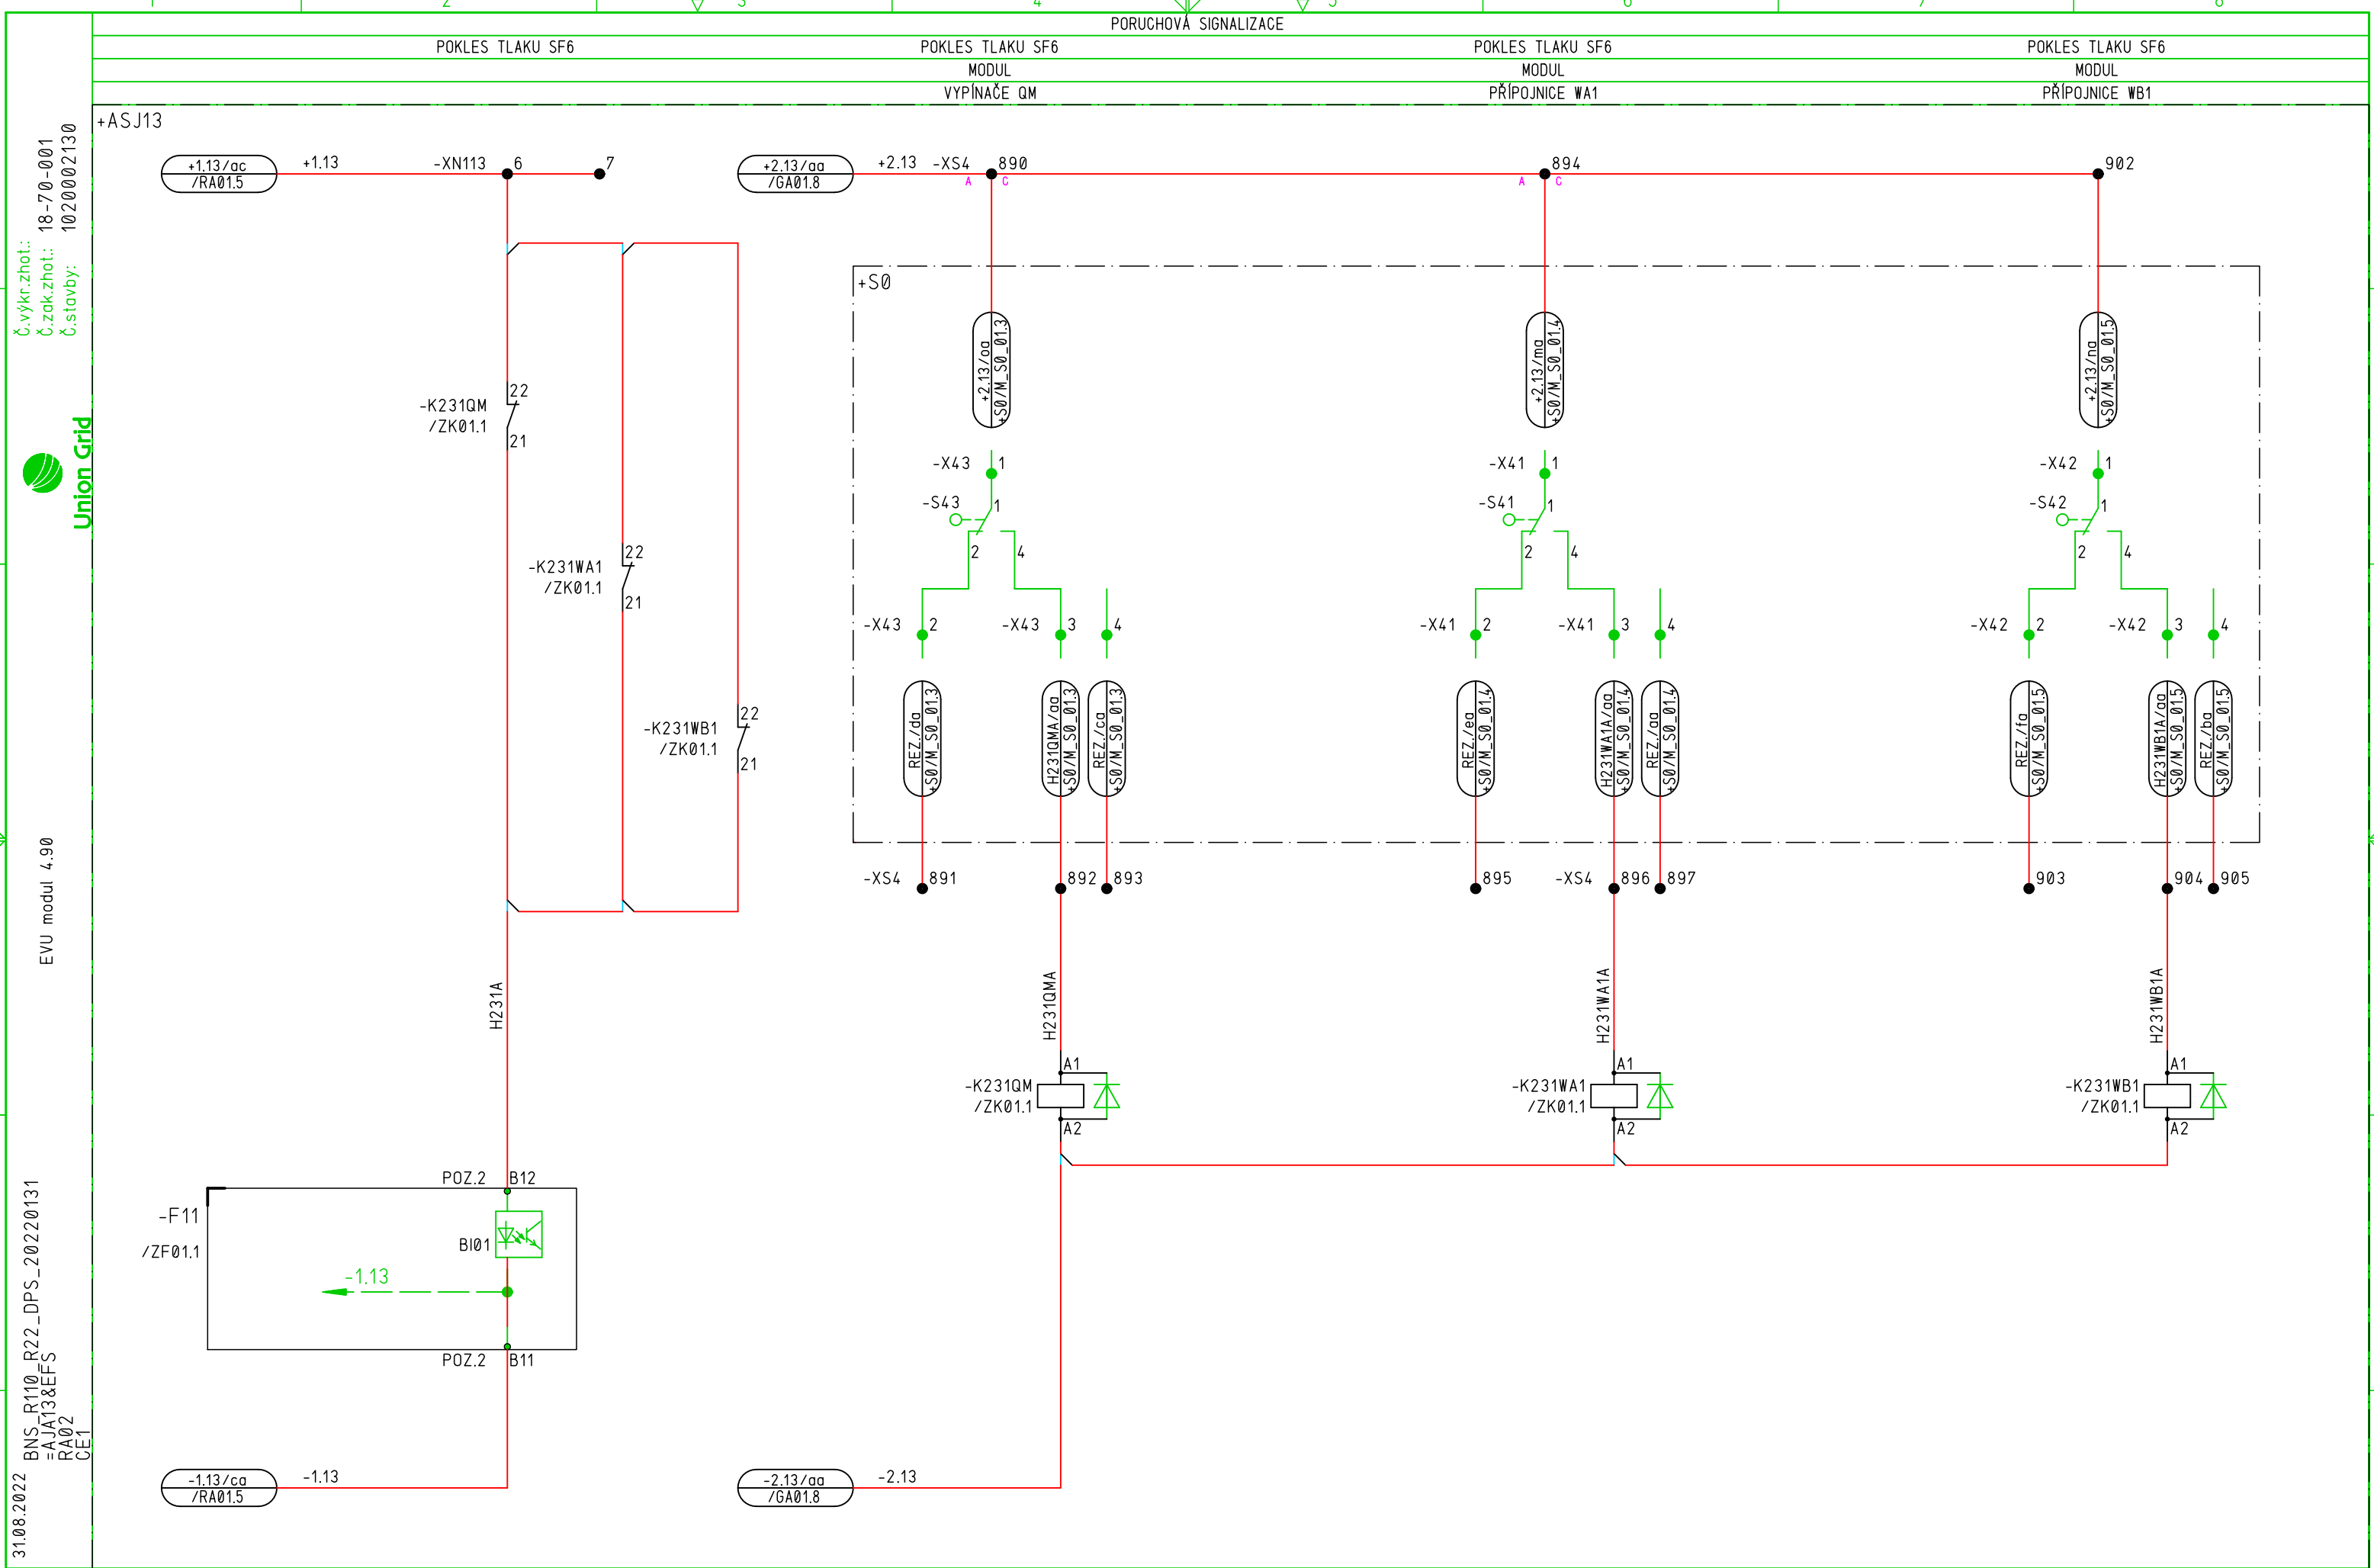 1 2 3 4 5 6 7 8
PORUCHOVÁ SIGNALIZACE
POKLES TLAKU SF6 POKLES TLAKU SF6 POKLES TLAKU SF6 POKLES TLAKU SF6
MODUL MODUL MODUL
VYPÍNAČE QM PŘÍPOJNICE WA1 PŘÍPOJNICE WB1
+ASJ13
+1.13/ac
/RA01.5
+1.13
-XN113 6 7
+2.13/aa
/GA01.8
+2.13
-XS4 890
A C
894
A C
902
+S0
+2.13/oa
+S0/M_S0_01.3
+2.13/ma
+S0/M_S0_01.4
+2.13/na
+S0/M_S0_01.5
-K231QM
/ZK01.1
22
21
-K231WA1
/ZK01.1
22
21
-K231WB1
/ZK01.1
22
21
-X43 1
-S43 1
2 4
-X41 1
-S41 1
2 4
-X42 1
-S42 1
2 4
-X43 2 -X43 3 4
-X41 2 -X41 3 4
-X42 2 -X42 3 4
REZ./da
+S0/M_S0_01.3
H231QMA/aa
+S0/M_S0_01.3
REZ./ca
+S0/M_S0_01.3
REZ./ea
+S0/M_S0_01.4
H231WA1A/aa
+S0/M_S0_01.4
REZ./aa
+S0/M_S0_01.4
REZ./fa
+S0/M_S0_01.5
H231WB1A/aa
+S0/M_S0_01.5
REZ./ba
+S0/M_S0_01.5
-XS4 891 892 893
895 -XS4 896 897
903 904 905
H231A
H231QMA
H231WA1A
H231WB1A
-K231QM
/ZK01.1
A1
A2
-K231WA1
/ZK01.1
A1
A2
-K231WB1
/ZK01.1
A1
A2
POZ.2 B12
-F11
/ZF01.1
BI01
-1.13
POZ.2 B11
-1.13/ca
/RA01.5
-1.13
-2.13/aa
/GA01.8
-2.13
Č.výkr.zhot.:
Č.zak.zhot.: 18-70-001
Č.stavby: 1020002130
Union Grid
EVU modul 4.90
BNS_R110_R22_DPS_20220131
=AJA13&EFS
RA02
CE1
31.08.2022